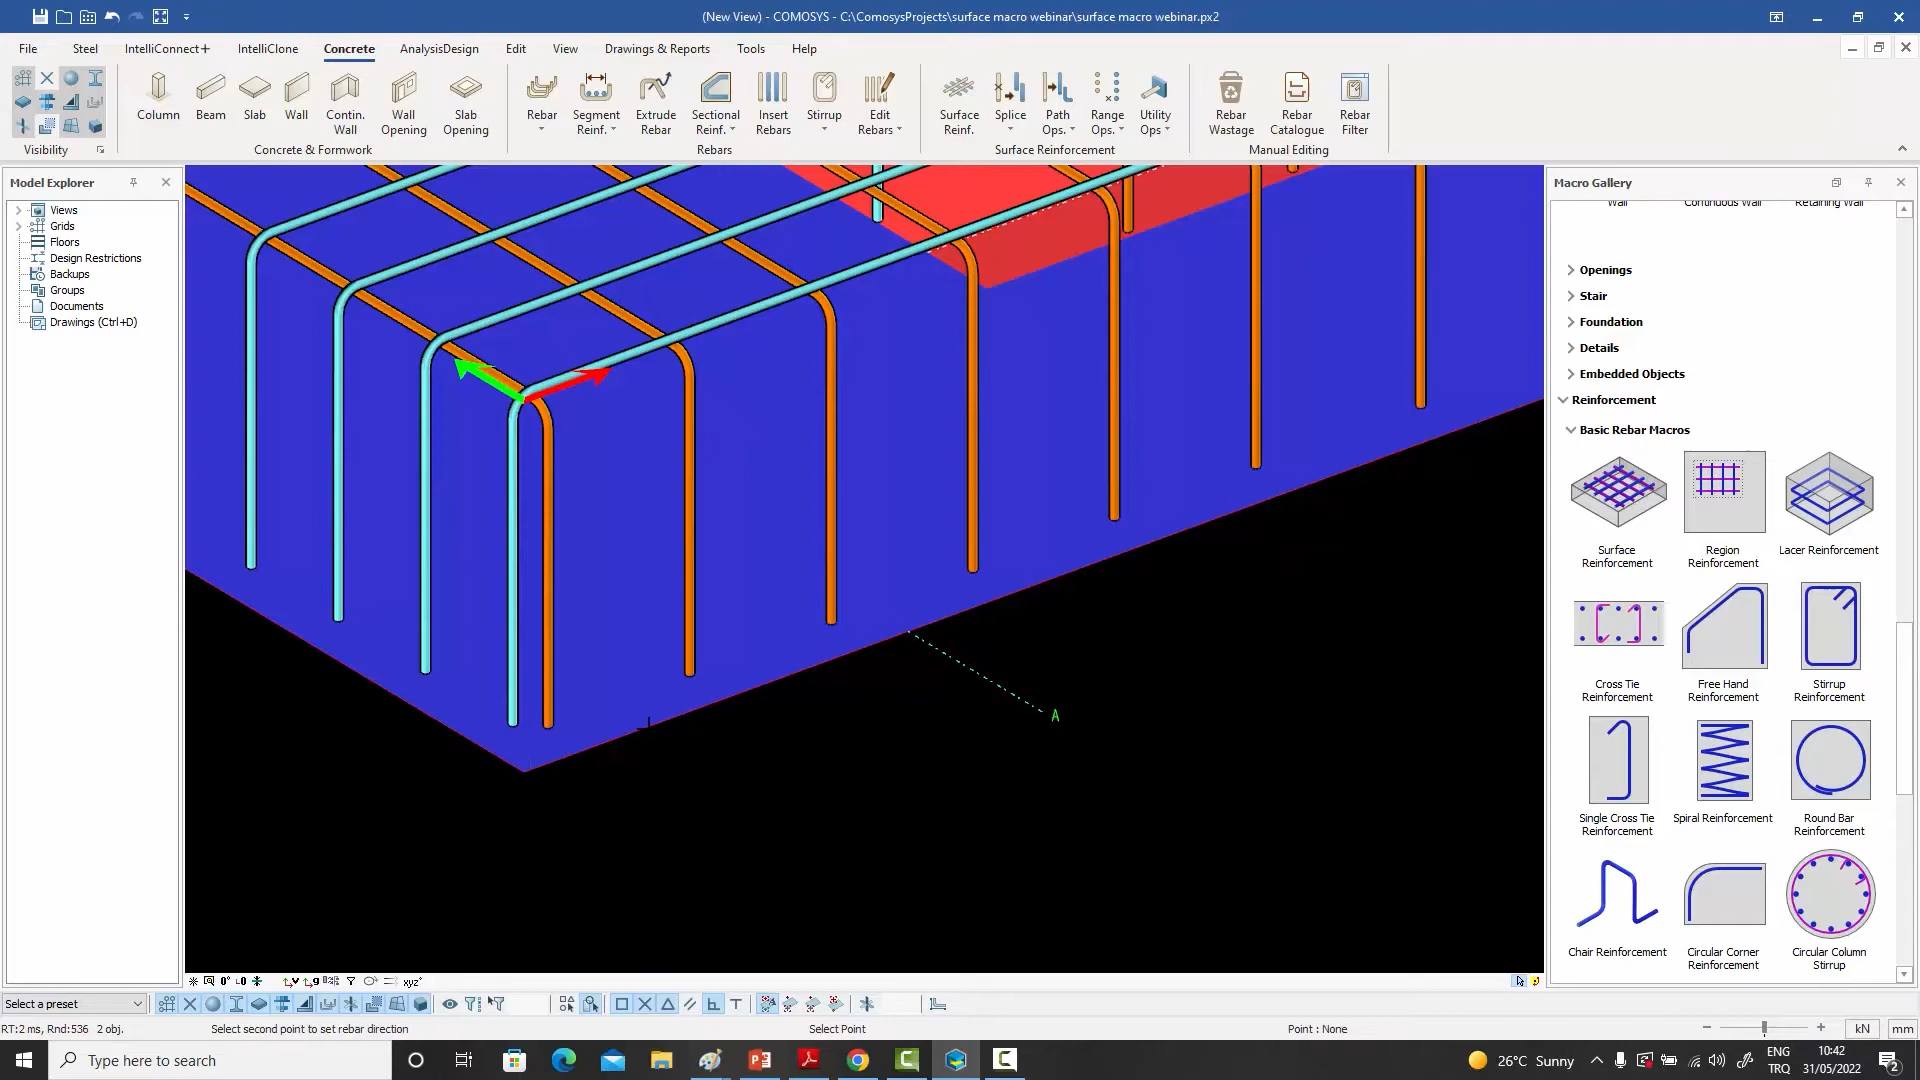 (New View) - COMOSYS - C:\ComosysProjects\surface macro webinar\surface macro webinar.px2
File Steel IntelliConnect+ IntelliClone Concrete AnalysisDesign Edit View Drawings & Reports Tools Help
Column Beam Slab Wall Contin. Wall Wall Opening Slab Opening
Rebar Segment Reinf. Extrude Rebar Sectional Reinf. Insert Rebars Stirrup Edit Rebars
Surface Reinf. Splice Path Ops. Range Ops. Utility Ops
Rebar Wastage Rebar Catalogue Rebar Filter
Visibility Concrete & Formwork Rebars Surface Reinforcement Manual Editing
Model Explorer
Views
Grids
Floors
Design Restrictions
Backups
Groups
Documents
Drawings (Ctrl+D)
A
Macro Gallery
Wall Continuous Wall Retaining Wall
Openings
Stair
Foundation
Details
Embedded Objects
Reinforcement
Basic Rebar Macros
Surface Reinforcement
Region Reinforcement
Lacer Reinforcement
Cross Tie Reinforcement
Free Hand Reinforcement
Stirrup Reinforcement
Single Cross Tie Reinforcement
Spiral Reinforcement
Round Bar Reinforcement
Chair Reinforcement
Circular Corner Reinforcement
Circular Column Stirrup
xyz
Select a preset
RT:2 ms, Rnd:536 2 obj. Select second point to set rebar direction Select Point Point : None kN mm
Type here to search
26°C Sunny
ENG
TRQ
10:42
31/05/2022
2